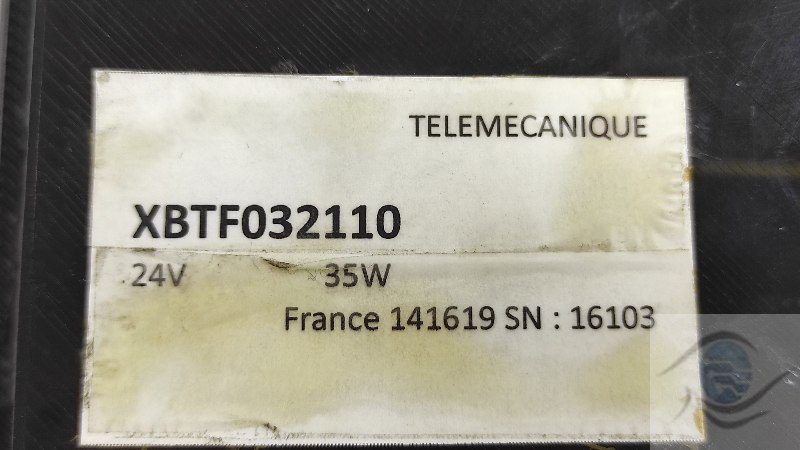 TELEMECANIQUE
XBTF032110
24V 35W
France 141619 SN : 16103